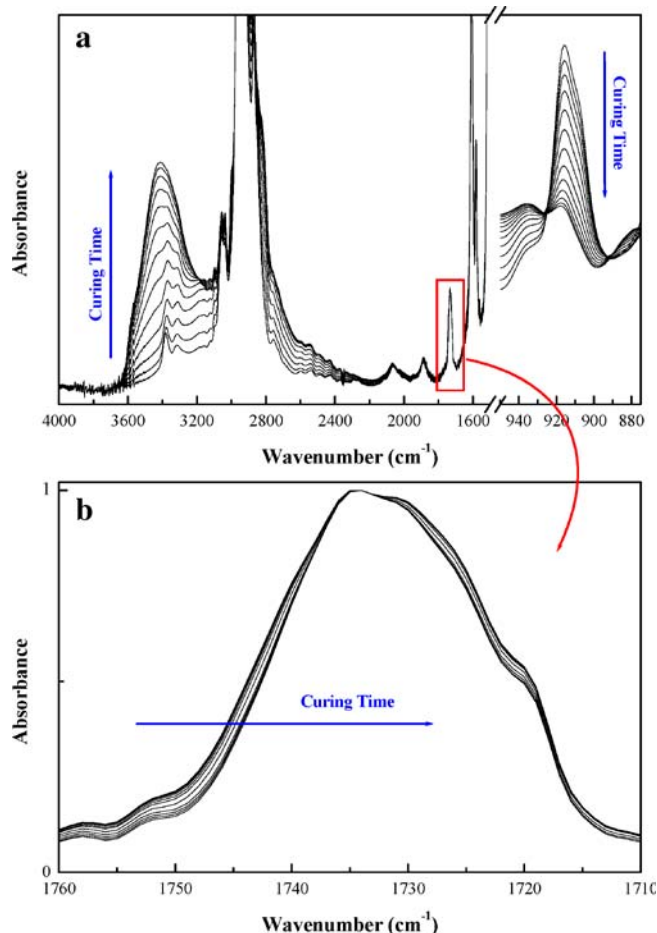 a
Curing Time
Curing Time
Absorbance
4000 3600 3200 2800 2400 2000 1600 940 920 900 880
Wavenumber (cm-1)
b
1
Curing Time
Absorbance
0
1760 1750 1740 1730 1720 1710
Wavenumber (cm-1)